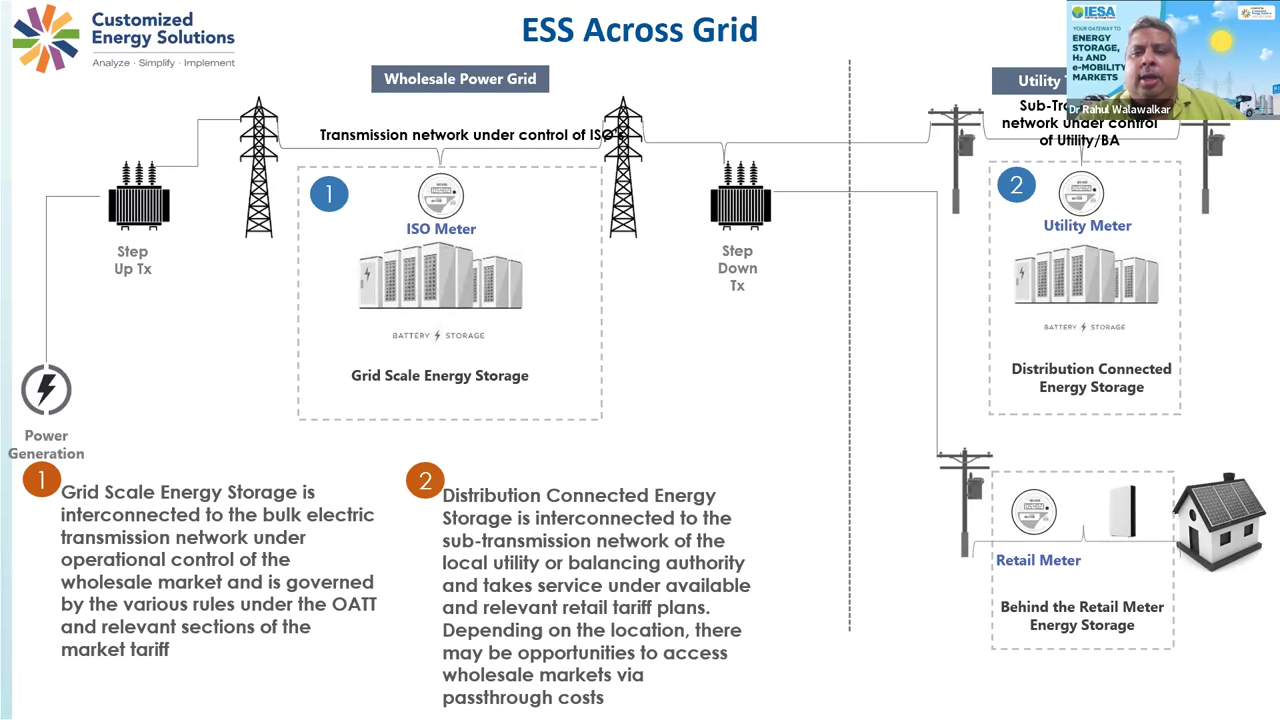 Customized
Energy Solutions
Analyze · Simplify · Implement
ESS Across Grid
IESA
YOUR GATEWAY TO
ENERGY
STORAGE,
H₂ AND
e-MOBILITY
MARKETS
Dr Rahul Walawalkar
Wholesale Power Grid
Utility
Transmission network under control of ISO's
network under control
of Utility/BA
1
ISO Meter
BATTERY STORAGE
Grid Scale Energy Storage
Step
Up Tx
Step
Down
Tx
2
Utility Meter
BATTERY STORAGE
Distribution Connected
Energy Storage
Power
Generation
1
Grid Scale Energy Storage is
interconnected to the bulk electric
transmission network under
operational control of the
wholesale market and is governed
by the various rules under the OATT
and relevant sections of the
market tariff
2
Distribution Connected Energy
Storage is interconnected to the
sub-transmission network of the
local utility or balancing authority
and takes service under available
and relevant retail tariff plans.
Depending on the location, there
may be opportunities to access
wholesale markets via
passthrough costs
Retail Meter
Behind the Retail Meter
Energy Storage